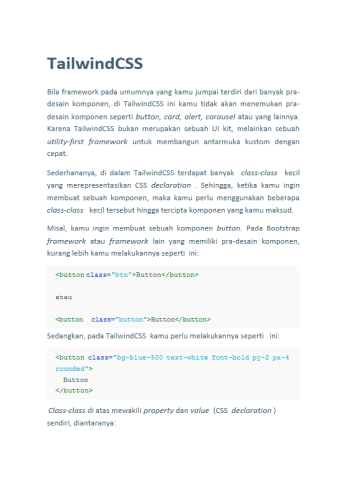 TailwindCSS
Bila framework pada umumnya yang kamu jumpai terdiri dari banyak pra-
desain komponen, di TailwindCSS ini kamu tidak akan menemukan pra-
desain komponen seperti button, card, alert, carousel atau yang lainnya.
Karena TailwindCSS bukan merupakan sebuah UI kit, melainkan sebuah
utility-first framework untuk membangun antarmuka kustom dengan
cepat.
Sederhananya, di dalam TailwindCSS terdapat banyak class-class kecil
yang merepresentasikan CSS declaration . Sehingga, ketika kamu ingin
membuat sebuah komponen, maka kamu perlu menggunakan beberapa
class-class kecil tersebut hingga tercipta komponen yang kamu maksud.
Misal, kamu ingin membuat sebuah komponen button. Pada Bootstrap
framework atau framework lain yang memiliki pra-desain komponen,
kurang lebih kamu melakukannya seperti ini:
<button class="btn">Button</button>
atau
<button class="button">Button</button>
Sedangkan, pada TailwindCSS kamu perlu melakukannya seperti ini:
<button class="bg-blue-500 text-white font-bold py-2 px-4
rounded">
Button
</button>
Class-class di atas mewakili property dan value (CSS declaration )
sendiri, diantaranya: